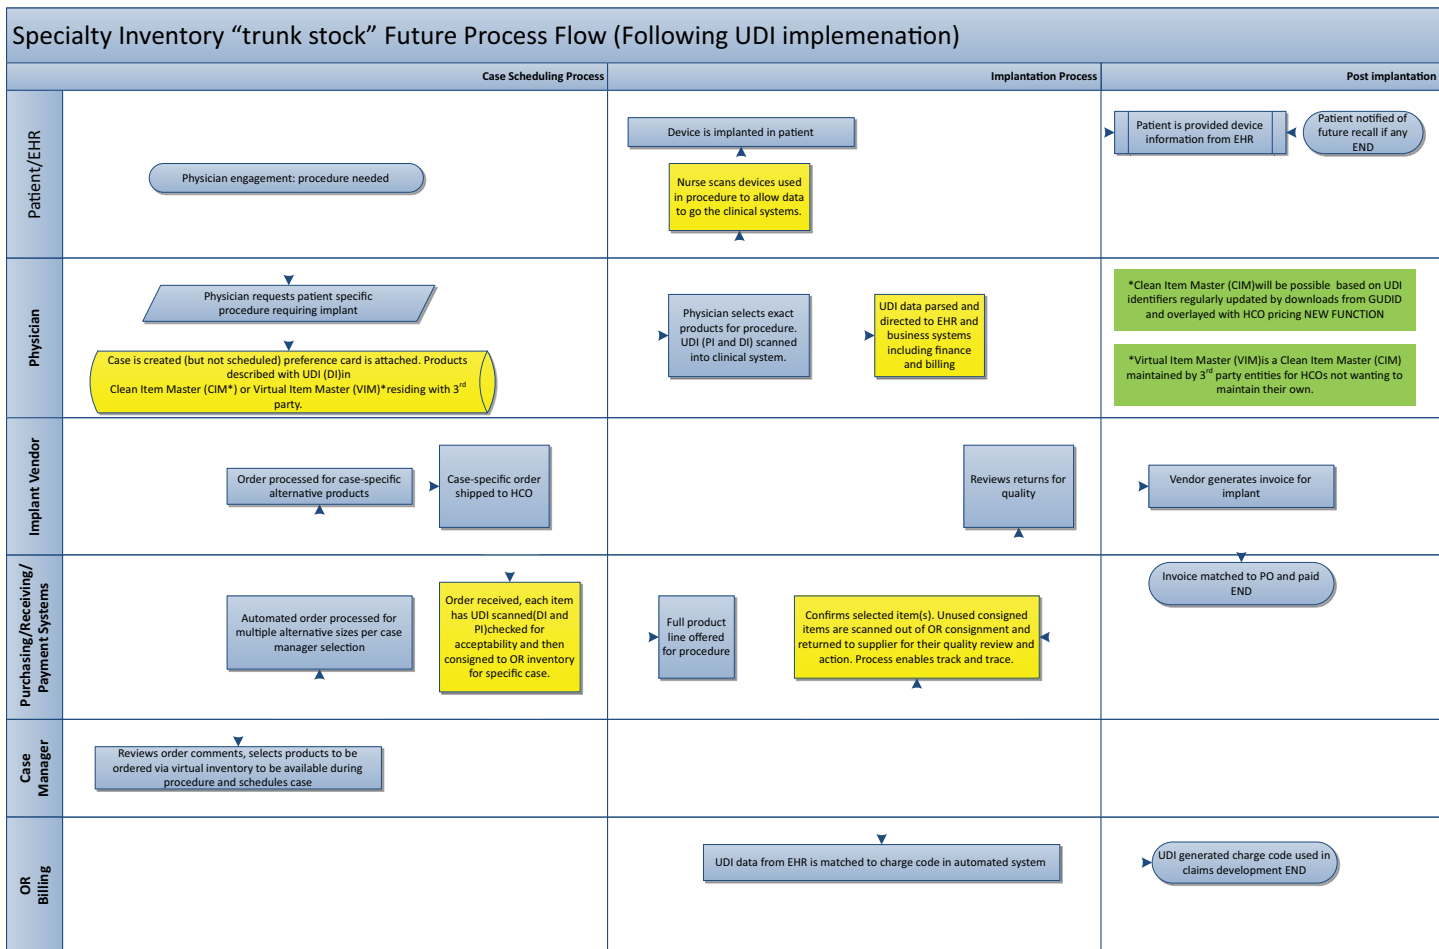 Specialty Inventory “trunk stock” Future Process Flow (Following UDI implemenation)
Case Scheduling Process
Implantation Process
Post implantation
Patient/EHR
Physician engagement: procedure needed
Device is implanted in patient
Nurse scans devices used
in procedure to allow data
to go the clinical systems.
Patient is provided device
information from EHR
Patient notified of
future recall if any
END
Physician
Physician requests patient specific
procedure requiring implant
Case is created (but not scheduled) preference card is attached. Products
described with UDI (DI)in
Clean Item Master (CIM*) or Virtual Item Master (VIM)*residing with 3rd
party.
Physician selects exact
products for procedure.
UDI (PI and DI) scanned
into clinical system.
UDI data parsed and
directed to EHR and
business systems
including finance
and billing
*Clean Item Master (CIM)will be possible based on UDI
identifiers regularly updated by downloads from GUDID
and overlayed with HCO pricing NEW FUNCTION
*Virtual Item Master (VIM)is a Clean Item Master (CIM)
maintained by 3rd party entities for HCOs not wanting to
maintain their own.
Implant Vendor
Order processed for case-specific
alternative products
Case-specific order
shipped to HCO
Reviews returns for
quality
Vendor generates invoice for
implant
Purchasing/Receiving/
Payment Systems
Automated order processed for
multiple alternative sizes per case
manager selection
Order received, each item
has UDI scanned(DI and
PI)checked for
acceptability and then
consigned to OR inventory
for specific case.
Full product
line offered
for procedure
Confirms selected item(s). Unused consigned
items are scanned out of OR consignment and
returned to supplier for their quality review and
action. Process enables track and trace.
Invoice matched to PO and paid
END
Case
Manager
Reviews order comments, selects products to be
ordered via virtual inventory to be available during
procedure and schedules case
OR
Billing
UDI data from EHR is matched to charge code in automated system
UDI generated charge code used in
claims development END